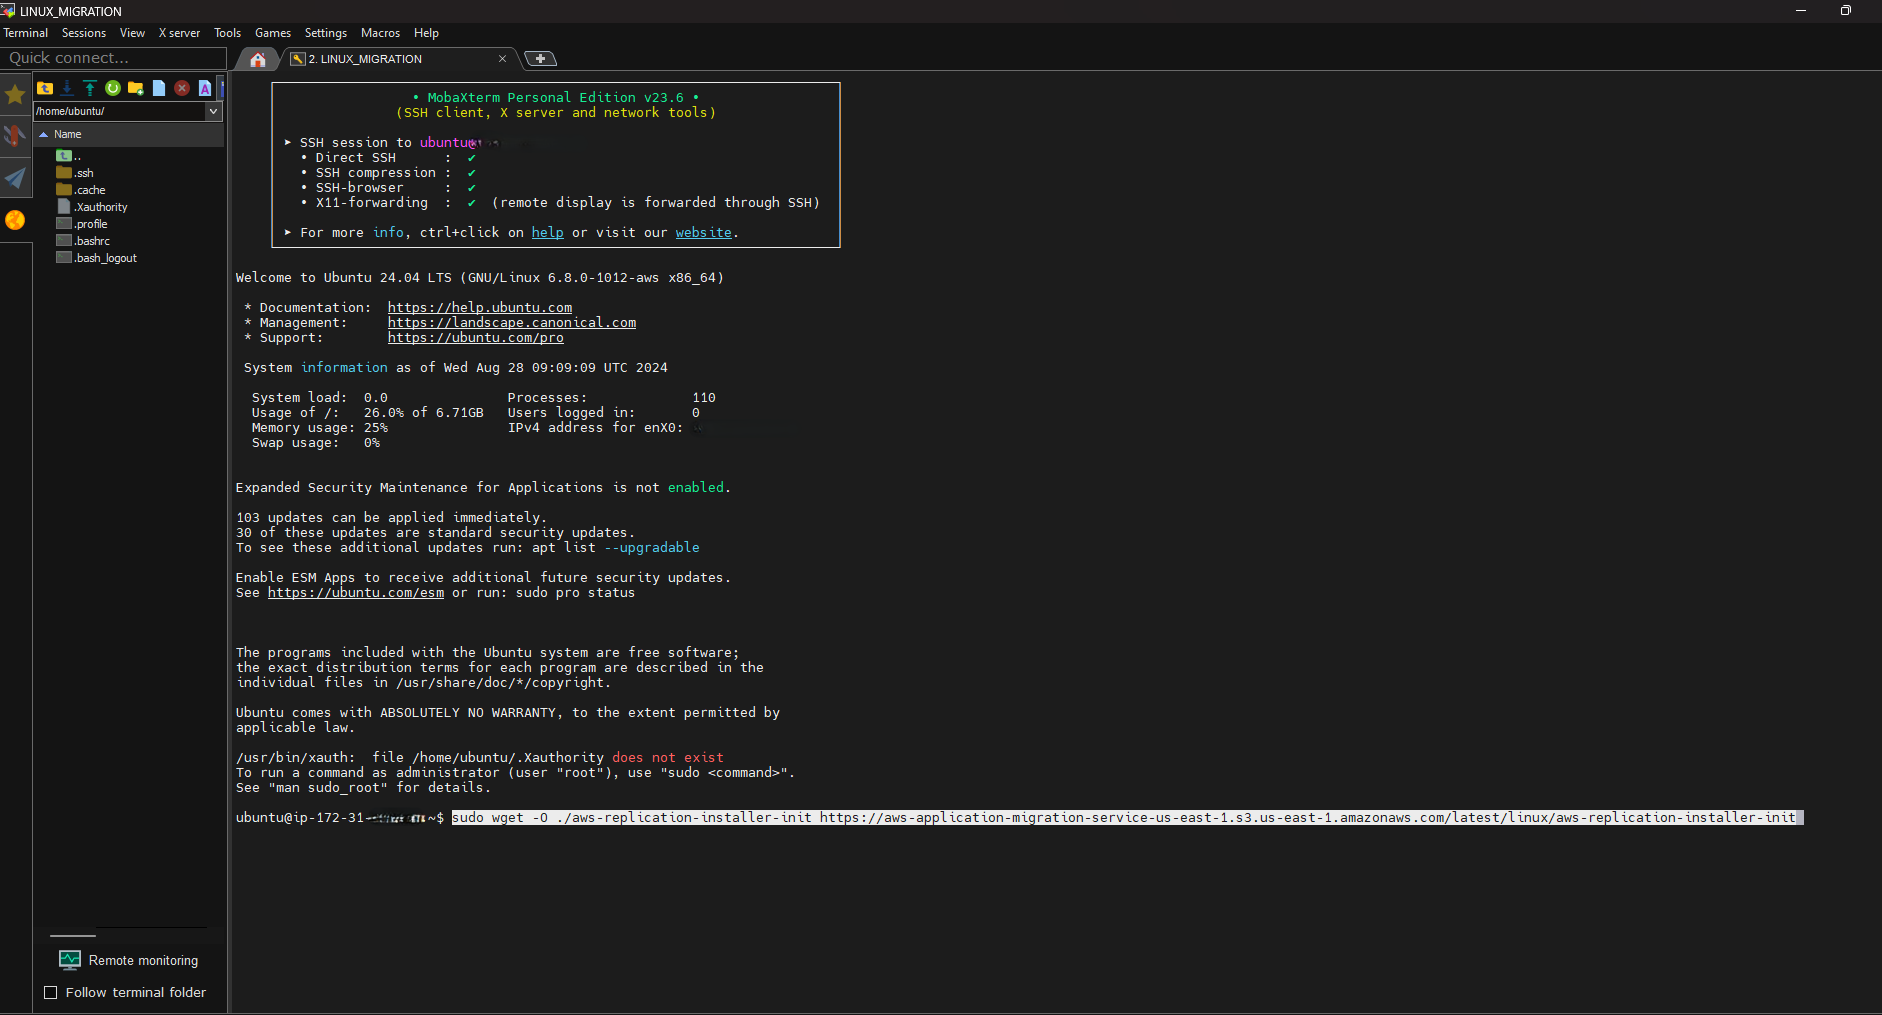 LINUX_MIGRATION
Terminal Sessions View X server Tools Games Settings Macros Help
Quick connect...
2. LINUX_MIGRATION
/home/ubuntu/
Name
..
.ssh
.cache
.Xauthority
.profile
.bashrc
.bash_logout
Remote monitoring
Follow terminal folder
• MobaXterm Personal Edition v23.6 •
(SSH client, X server and network tools)
➤ SSH session to ubuntu@
• Direct SSH : ✔
• SSH compression : ✔
• SSH-browser : ✔
• X11-forwarding : ✔ (remote display is forwarded through SSH)
➤ For more info, ctrl+click on help or visit our website.
Welcome to Ubuntu 24.04 LTS (GNU/Linux 6.8.0-1012-aws x86_64)
* Documentation: https://help.ubuntu.com
* Management: https://landscape.canonical.com
* Support: https://ubuntu.com/pro
System information as of Wed Aug 28 09:09:09 UTC 2024
System load: 0.0 Processes: 110
Usage of /: 26.0% of 6.71GB Users logged in: 0
Memory usage: 25% IPv4 address for enX0:
Swap usage: 0%
Expanded Security Maintenance for Applications is not enabled.
103 updates can be applied immediately.
30 of these updates are standard security updates.
To see these additional updates run: apt list --upgradable
Enable ESM Apps to receive additional future security updates.
See https://ubuntu.com/esm or run: sudo pro status
The programs included with the Ubuntu system are free software;
the exact distribution terms for each program are described in the
individual files in /usr/share/doc/*/copyright.
Ubuntu comes with ABSOLUTELY NO WARRANTY, to the extent permitted by
applicable law.
/usr/bin/xauth: file /home/ubuntu/.Xauthority does not exist
To run a command as administrator (user "root"), use "sudo <command>".
See "man sudo_root" for details.
ubuntu@ip-172-31- ~$ sudo wget -O ./aws-replication-installer-init https://aws-application-migration-service-us-east-1.s3.us-east-1.amazonaws.com/latest/linux/aws-replication-installer-init